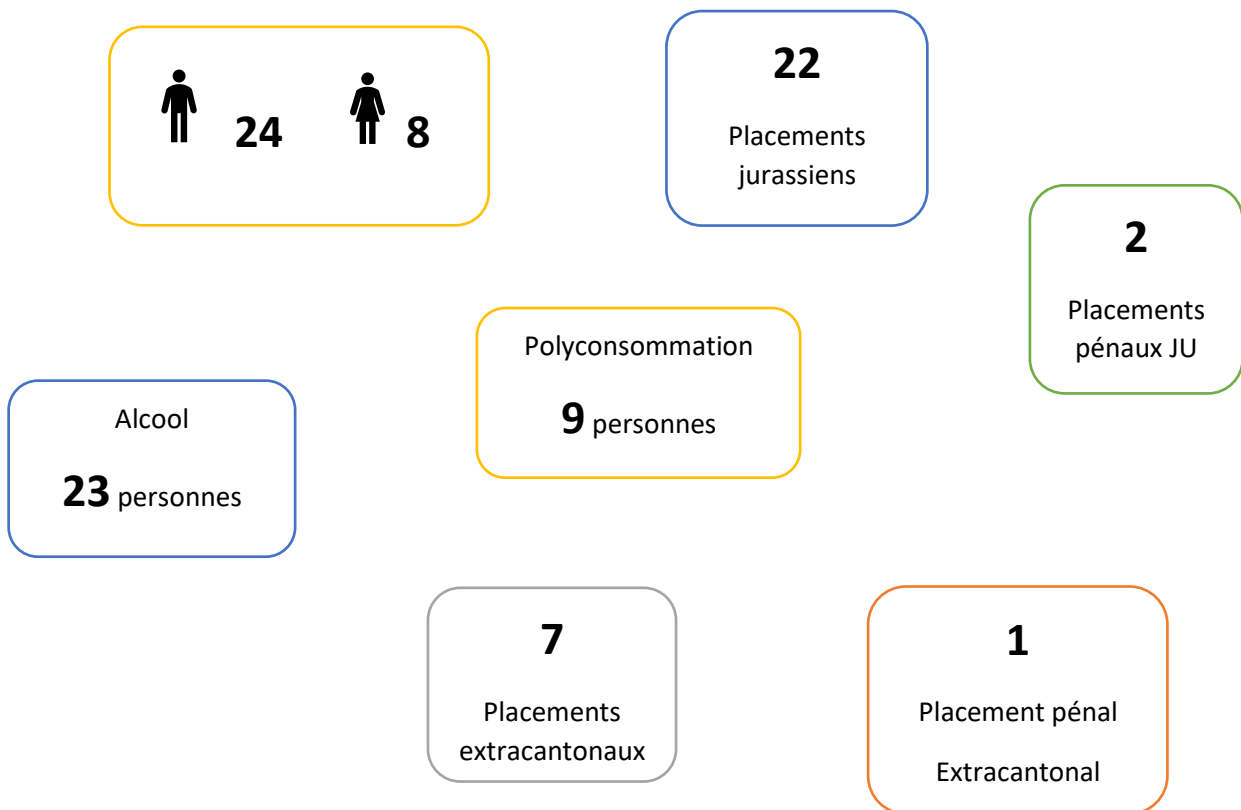 24 8
22
Placements
jurassiens
2
Placements
pénaux JU
Polyconsommation
9 personnes
Alcool
23 personnes
7
Placements
extracantonaux
1
Placement pénal
Extracantonal